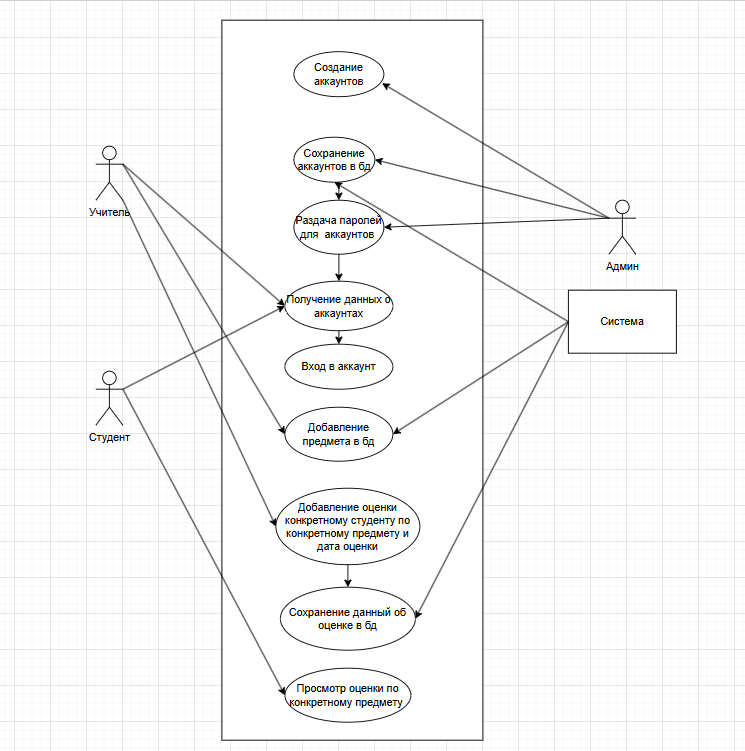 Создание
аккаунтов
Сохранение
аккаунтов в бд
Учитель
Раздача паролей
для аккаунтов
Админ
Получение данных о
аккаунтах
Система
Вход в аккаунт
Студент
Добавление
предмета в бд
Добавление оценки
конкретному студенту по
конкретному предмету и
дата оценки
Сохранение данный об
оценке в бд
Просмотр оценки по
конкретному предмету